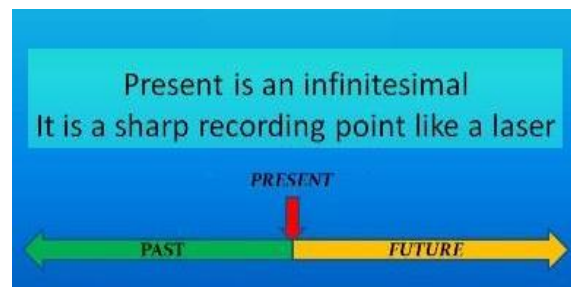 Present is an infinitesimal
It is a sharp recording point like a laser
PRESENT
PAST FUTURE